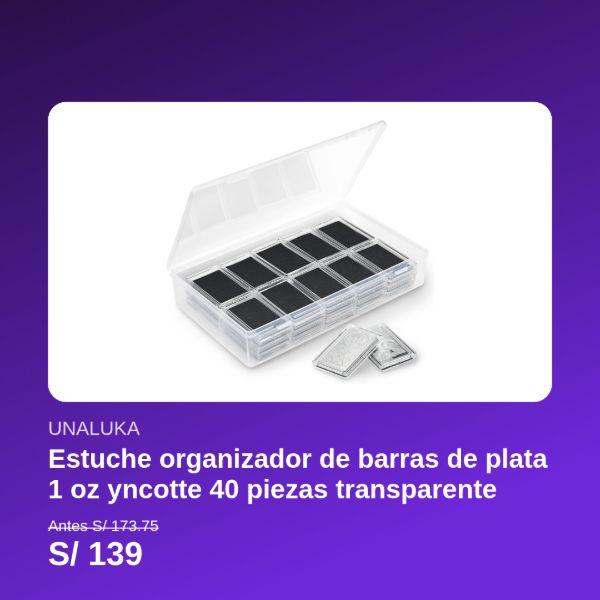 UNALUKA
Estuche organizador de barras de plata
1 oz yncotte 40 piezas transparente
Antes S/ 173.75
S/ 139